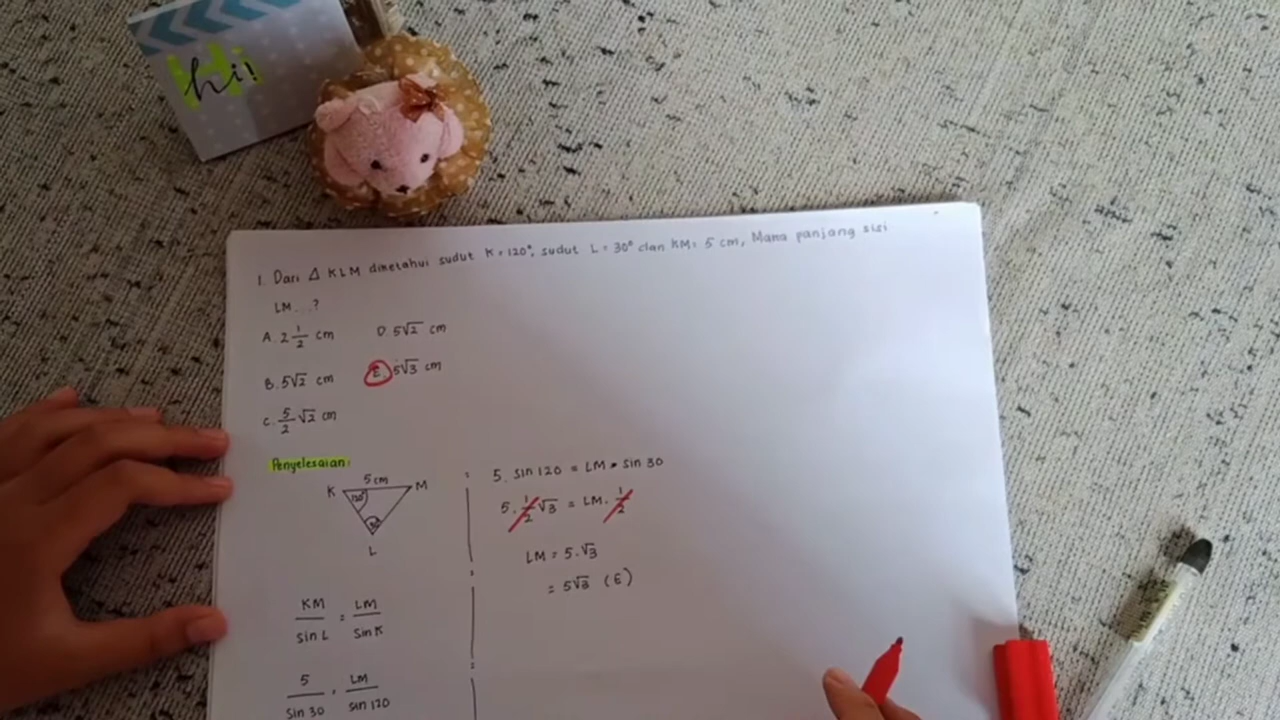 hi!
1. Dari Δ KLM diketahui sudut K = 120°, sudut L = 30° dan KM = 5 cm, Mana panjang sisi
LM...?
A. 2 1/2 cm D. 5√2 cm
B. 5√2 cm E. 5√3 cm
C. 5/2 √2 cm
Penyelesaian:
5 cm
K M
120°
30
L
KM/sin L = LM/sin K
5/sin 30 = LM/sin 120
5. sin 120 = LM • sin 30
5. 1/2 √3 = LM. 1/2
LM = 5.√3
= 5√3 (E)